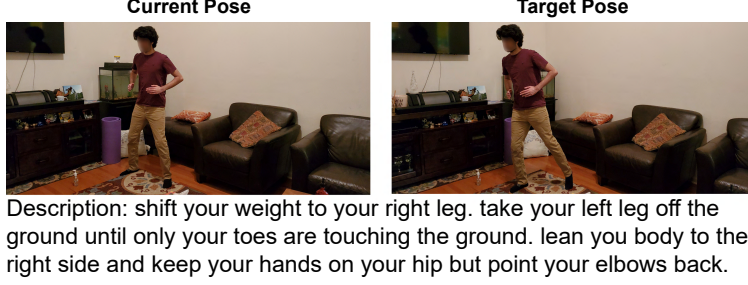 Current Pose
Target Pose
Description: shift your weight to your right leg. take your left leg off the
ground until only your toes are touching the ground. lean you body to the
right side and keep your hands on your hip but point your elbows back.